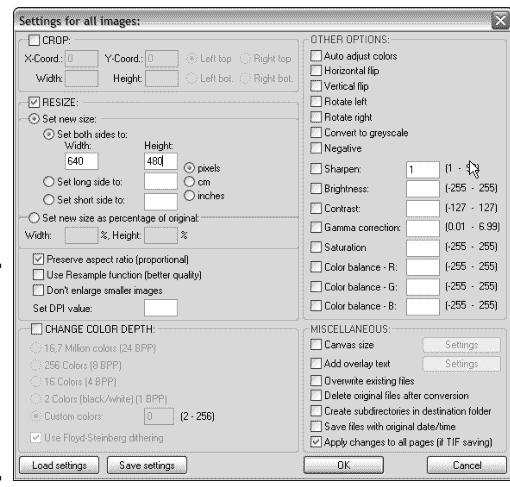 Settings for all images:
CROP:
X-Coord.: 0 Y-Coord.: 0 Left top Right top
Width: Height: Left bot. Right bot.
RESIZE:
Set new size:
Set both sides to:
Width: Height:
640 480
pixels
cm
inches
Set long side to:
Set short side to:
Set new size as percentage of original:
Width: %, Height: %
Preserve aspect ratio (proportional)
Use Resample function (better quality)
Don't enlarge smaller images
Set DPI value:
CHANGE COLOR DEPTH:
16,7 Million colors (24 BPP)
256 Colors (8 BPP)
16 Colors (4 BPP)
2 Colors (black/white) (1 BPP)
Custom colors: 0 (2 - 256)
Use Floyd-Steinberg dithering
Load settings Save settings
OTHER OPTIONS:
Auto adjust colors
Horizontal flip
Vertical flip
Rotate left
Rotate right
Convert to greyscale
Negative
Sharpen: 1 (1 -
Brightness: (-255 - 255)
Contrast: (-127 - 127)
Gamma correction: (0.01 - 6.99)
Saturation (-255 - 255)
Color balance - R: (-255 - 255)
Color balance - G: (-255 - 255)
Color balance - B: (-255 - 255)
MISCELLANEOUS:
Canvas size Settings
Add overlay text Settings
Overwrite existing files
Delete original files after conversion
Create subdirectories in destination folder
Save files with original date/time
Apply changes to all pages (if TIF saving)
OK Cancel